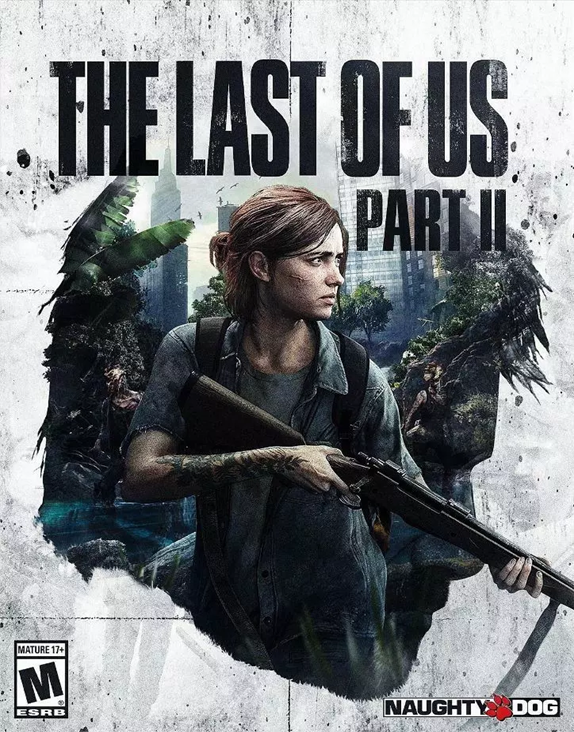 THE LAST OF US
PART II
MATURE 17+
M
®
ESRB
NAUGHTY DOG